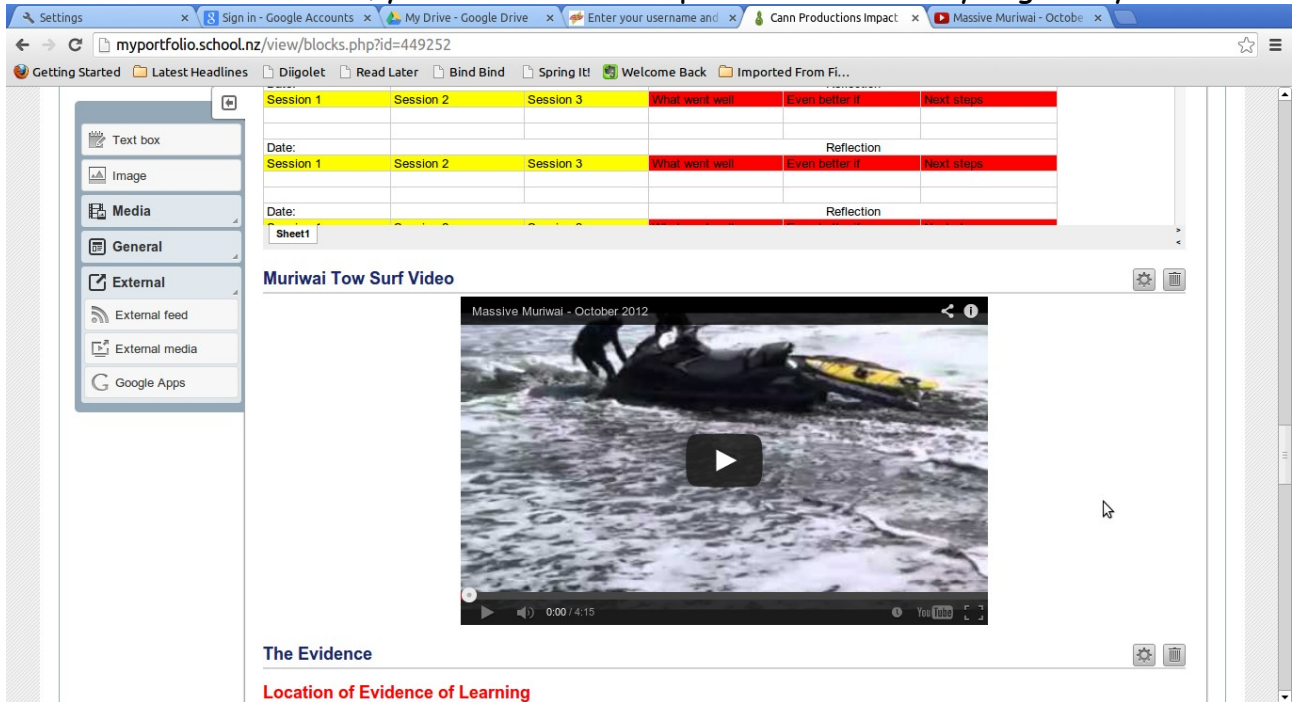 Settings Sign in - Google Accounts My Drive - Google Drive Enter your username and Cann Productions Impact Massive Muriwai - Octobe
myportfolio.school.nz/view/blocks.php?id=449252
Getting Started Latest Headlines Diigolet Read Later Bind Bind Spring It! Welcome Back Imported From Fi...
Session 1 Session 2 Session 3 What went well Even better if Next steps
Text box
Date: Reflection
Session 1 Session 2 Session 3 What went well Even better if Next steps
Image
Media
Date: Reflection
Sheet1
General
External
Muriwai Tow Surf Video
External feed
Massive Muriwai - October 2012
External media
Google Apps
0:00 / 4:15 YouTube
The Evidence
Location of Evidence of Learning